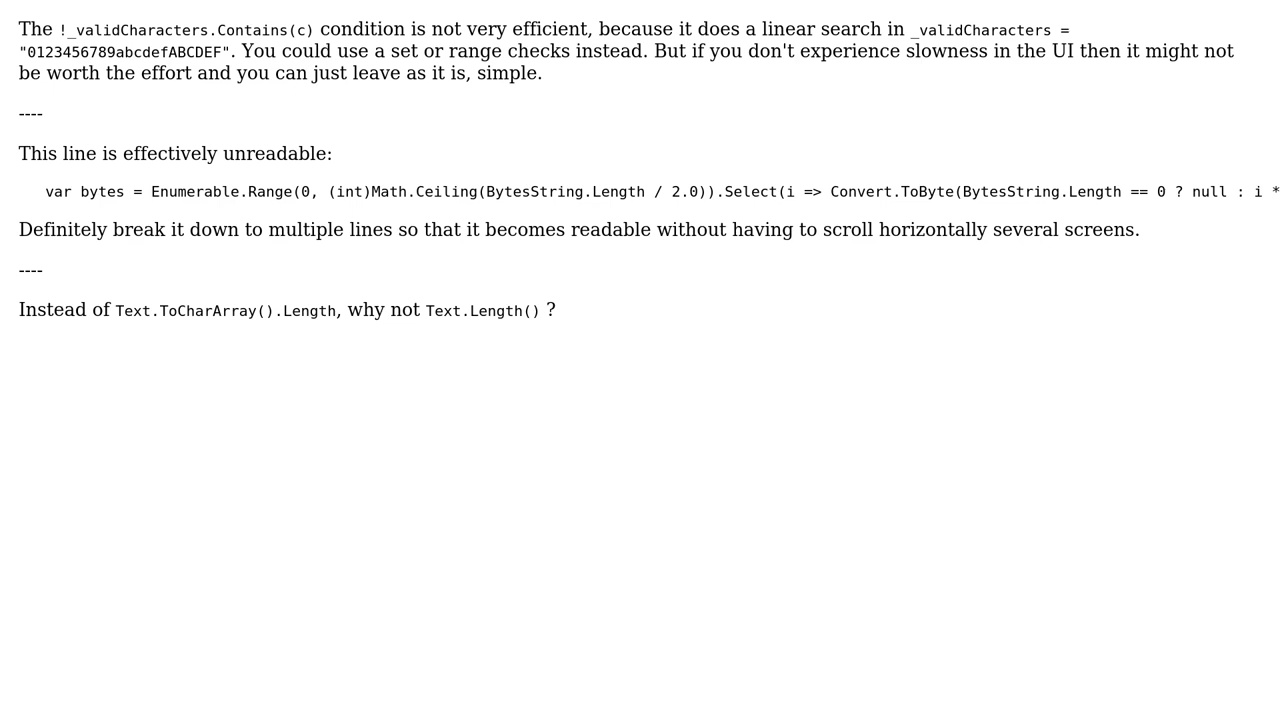 The !_validCharacters.Contains(c) condition is not very efficient, because it does a linear search in _validCharacters =
"0123456789abcdefABCDEF". You could use a set or range checks instead. But if you don't experience slowness in the UI then it might not
be worth the effort and you can just leave as it is, simple.
----
This line is effectively unreadable:
var bytes = Enumerable.Range(0, (int)Math.Ceiling(BytesString.Length / 2.0)).Select(i => Convert.ToByte(BytesString.Length == 0 ? null : i *
Definitely break it down to multiple lines so that it becomes readable without having to scroll horizontally several screens.
----
Instead of Text.ToCharArray().Length, why not Text.Length() ?